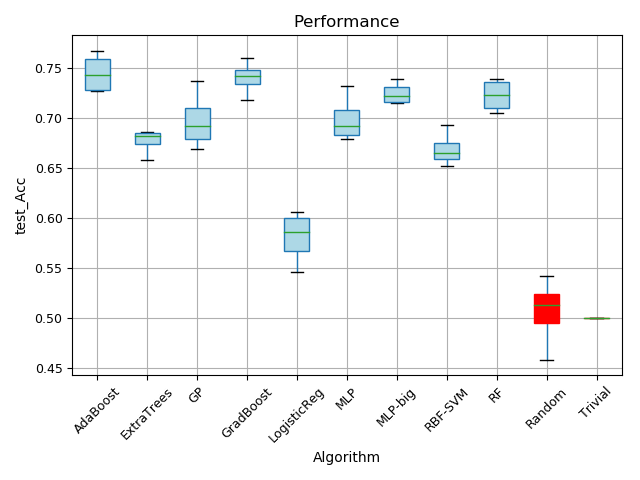 Performance
test_Acc
0.75
0.70
0.65
0.60
0.55
0.50
0.45
AdaBoost
ExtraTrees
GP
GradBoost
LogisticReg
MLP
MLP-big
RBF-SVM
RF
Random
Trivial
Algorithm